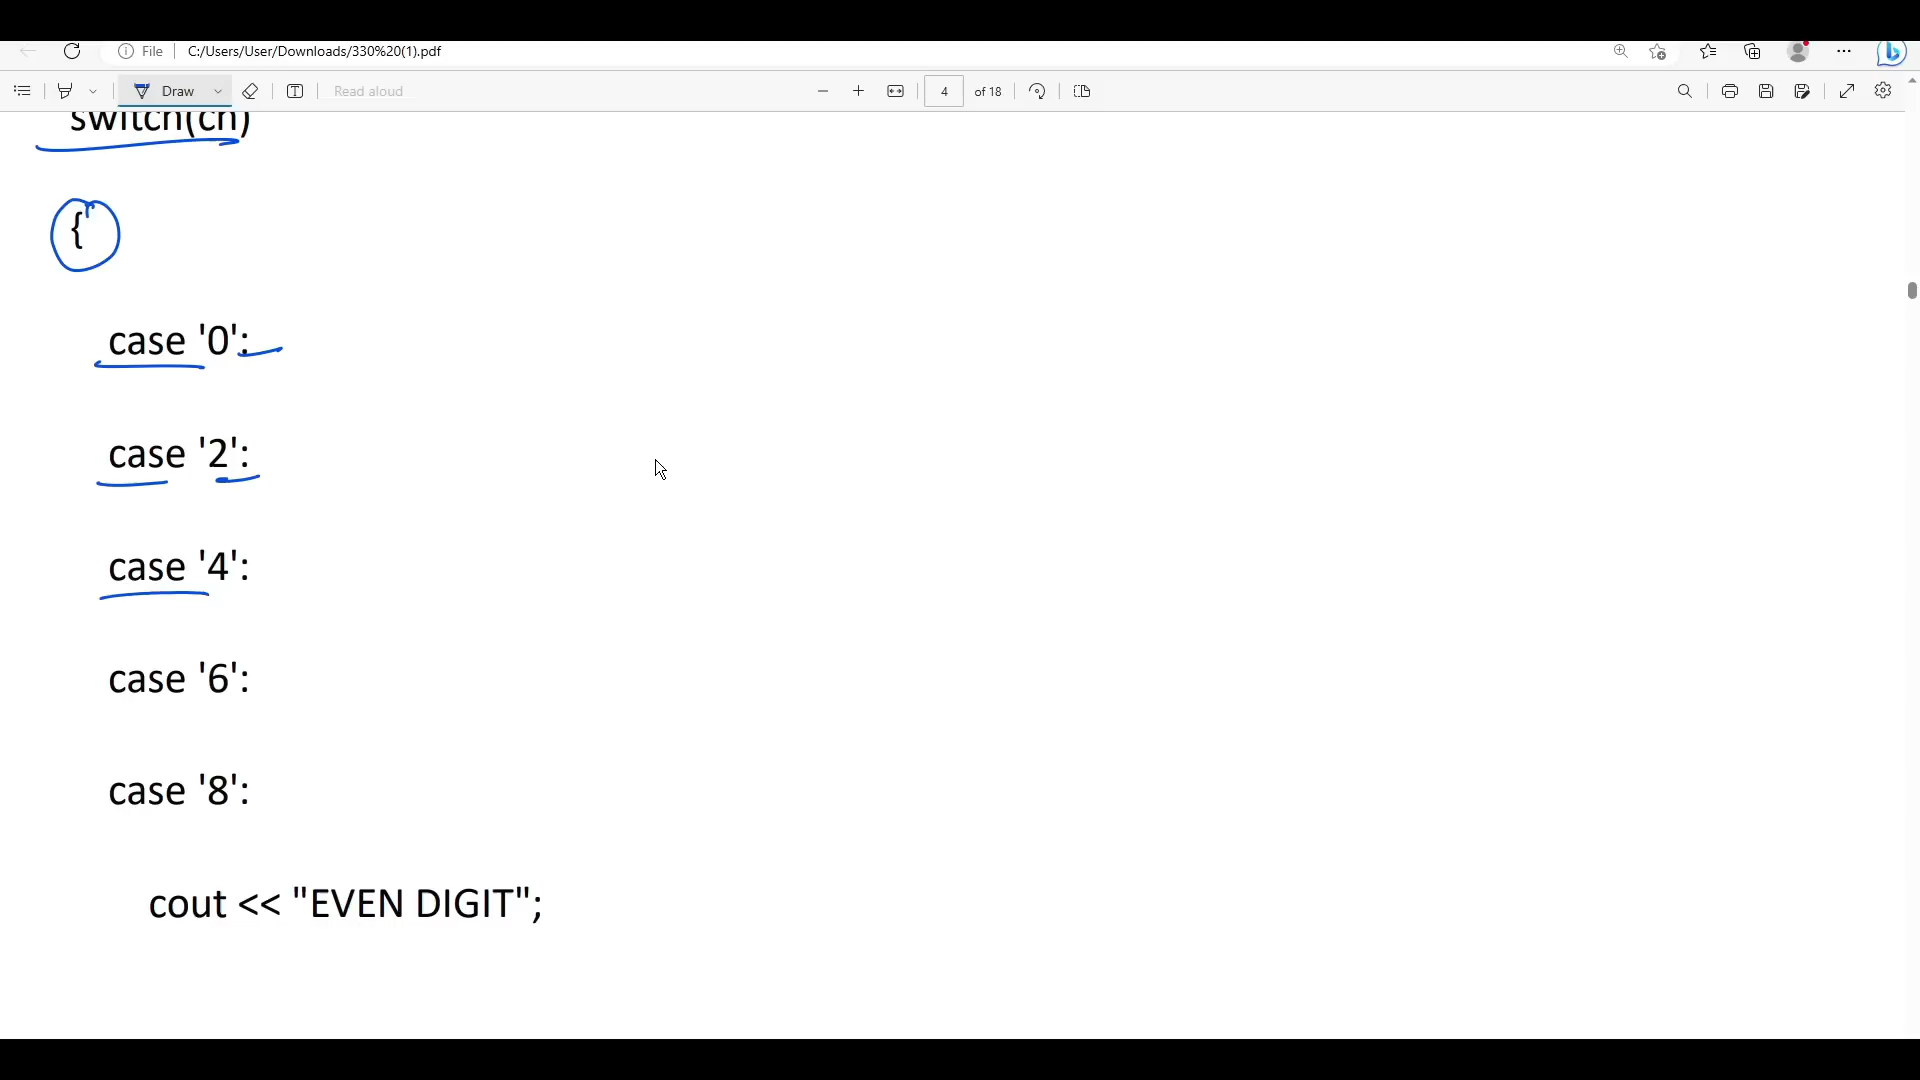 File C:/Users/User/Downloads/330%20(1).pdf
Draw Read aloud 4 of 18
switch(ch)
{
case '0':
case '2':
case '4':
case '6':
case '8':
cout << "EVEN DIGIT";